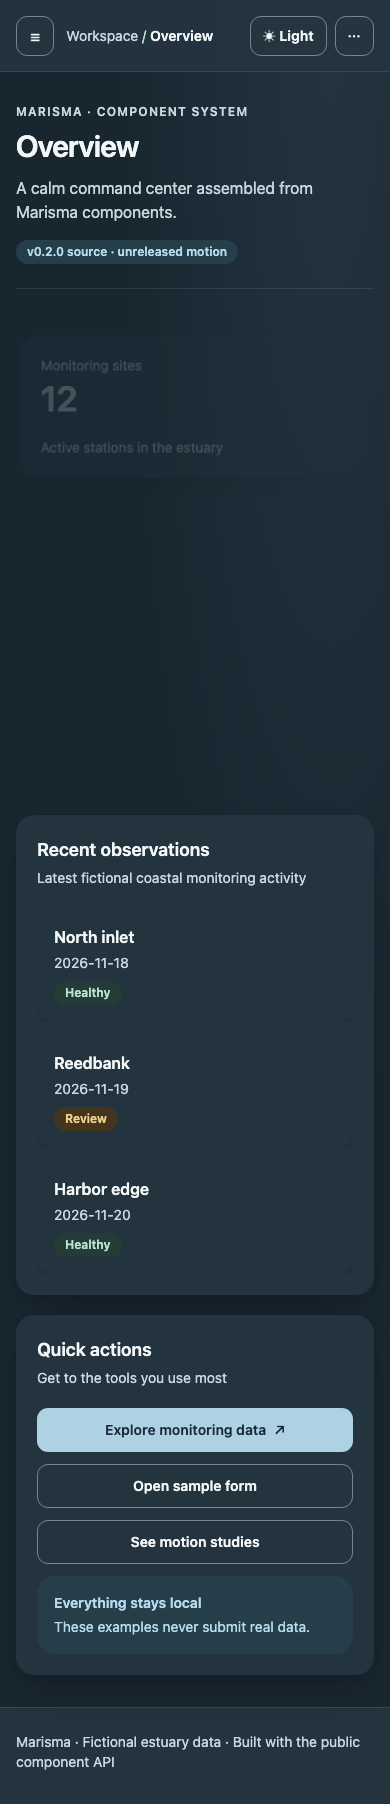 Workspace / Overview
☀ Light
MARISMA · COMPONENT SYSTEM
Overview
A calm command center assembled from
Marisma components.
v0.2.0 source · unreleased motion
Monitoring sites
12
Active stations in the estuary
Recent observations
Latest fictional coastal monitoring activity
North inlet
2026-11-18
Healthy
Reedbank
2026-11-19
Review
Harbor edge
2026-11-20
Healthy
Quick actions
Get to the tools you use most
Explore monitoring data ↗
Open sample form
See motion studies
Everything stays local
These examples never submit real data.
Marisma · Fictional estuary data · Built with the public
component API